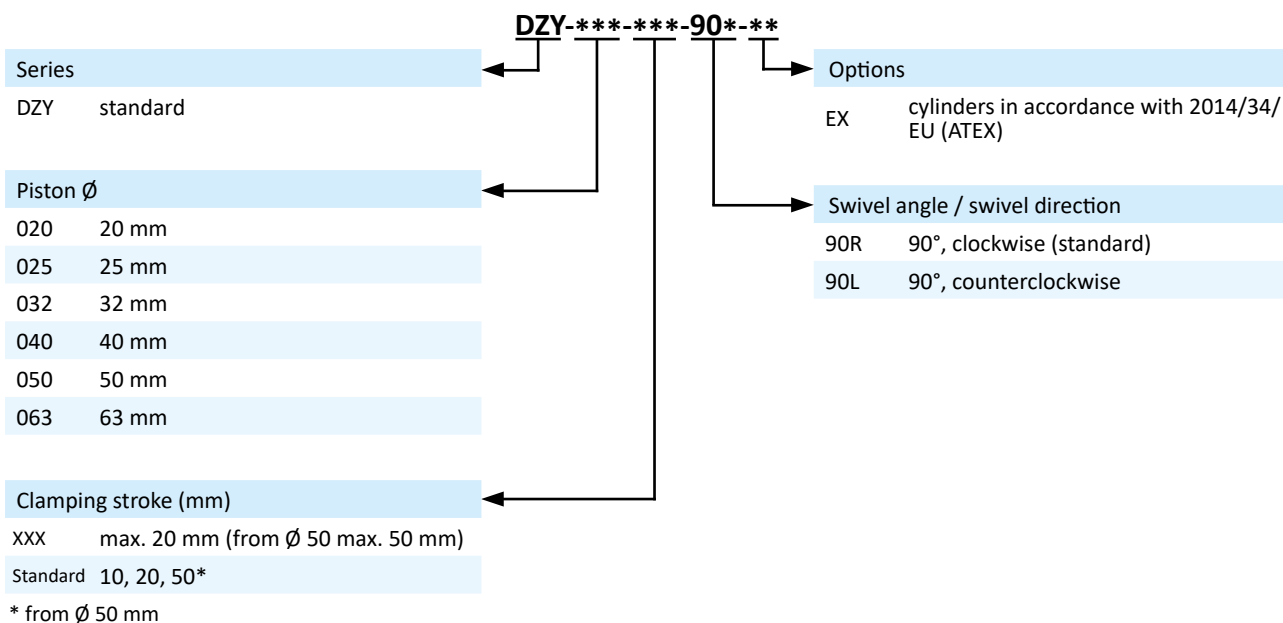 DZY-***-***-90*-**
Series
DZY standard
Piston Ø
020 20 mm
025 25 mm
032 32 mm
040 40 mm
050 50 mm
063 63 mm
Clamping stroke (mm)
XXX max. 20 mm (from Ø 50 max. 50 mm)
Standard 10, 20, 50*
* from Ø 50 mm
Options
EX cylinders in accordance with 2014/34/
EU (ATEX)
Swivel angle / swivel direction
90R 90°, clockwise (standard)
90L 90°, counterclockwise